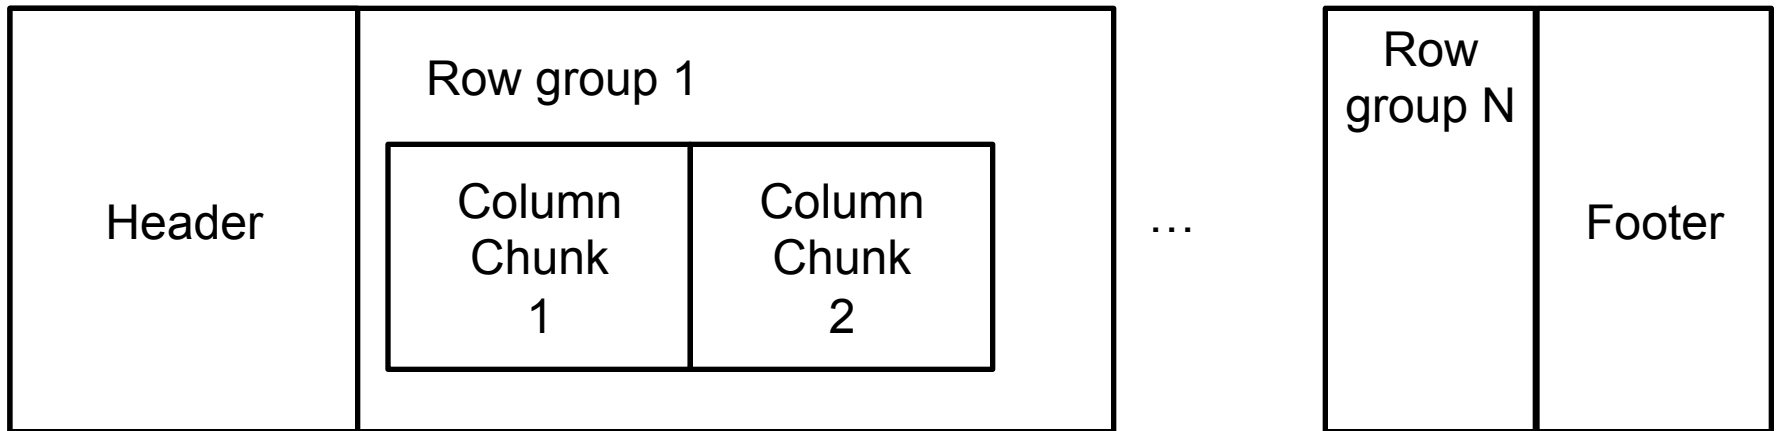 Header
Row group 1
Column
Chunk
1
Column
Chunk
2
...
Row
group N
Footer